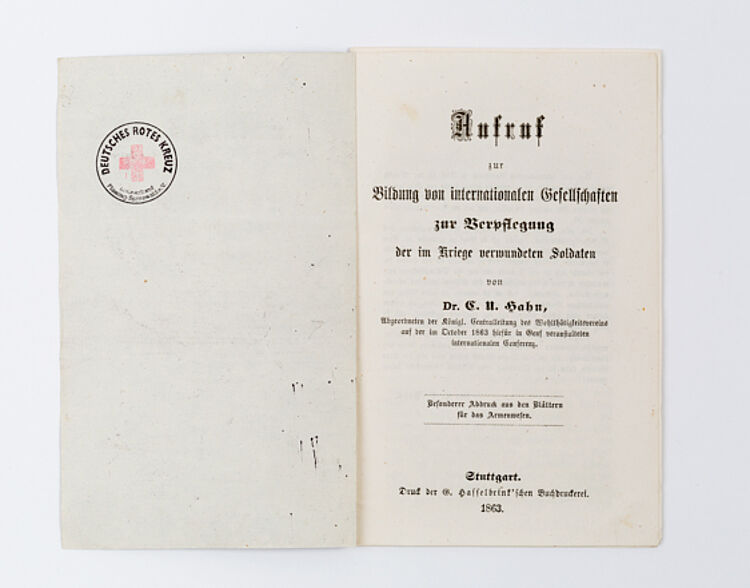 DEUTSCHES ROTES KREUZ
Fläming-Spreewald e.V.
Aufruf
zur
Bildung von internationalen Gesellschaften
zur Verpflegung
der im Kriege verwundeten Soldaten
von
Dr. C. U. Hahn,
Abgeordneten der Königl. Centralleitung des Wohlthätigkeitsvereins
auf der im October 1863 hiefür in Genf veranstalteten
internationalen Conferenz.
Besonderer Abdruck aus den Blättern
für das Armenwesen.
Stuttgart.
Druck der G. Hasselbrink'schen Buchdruckerei.
1863.